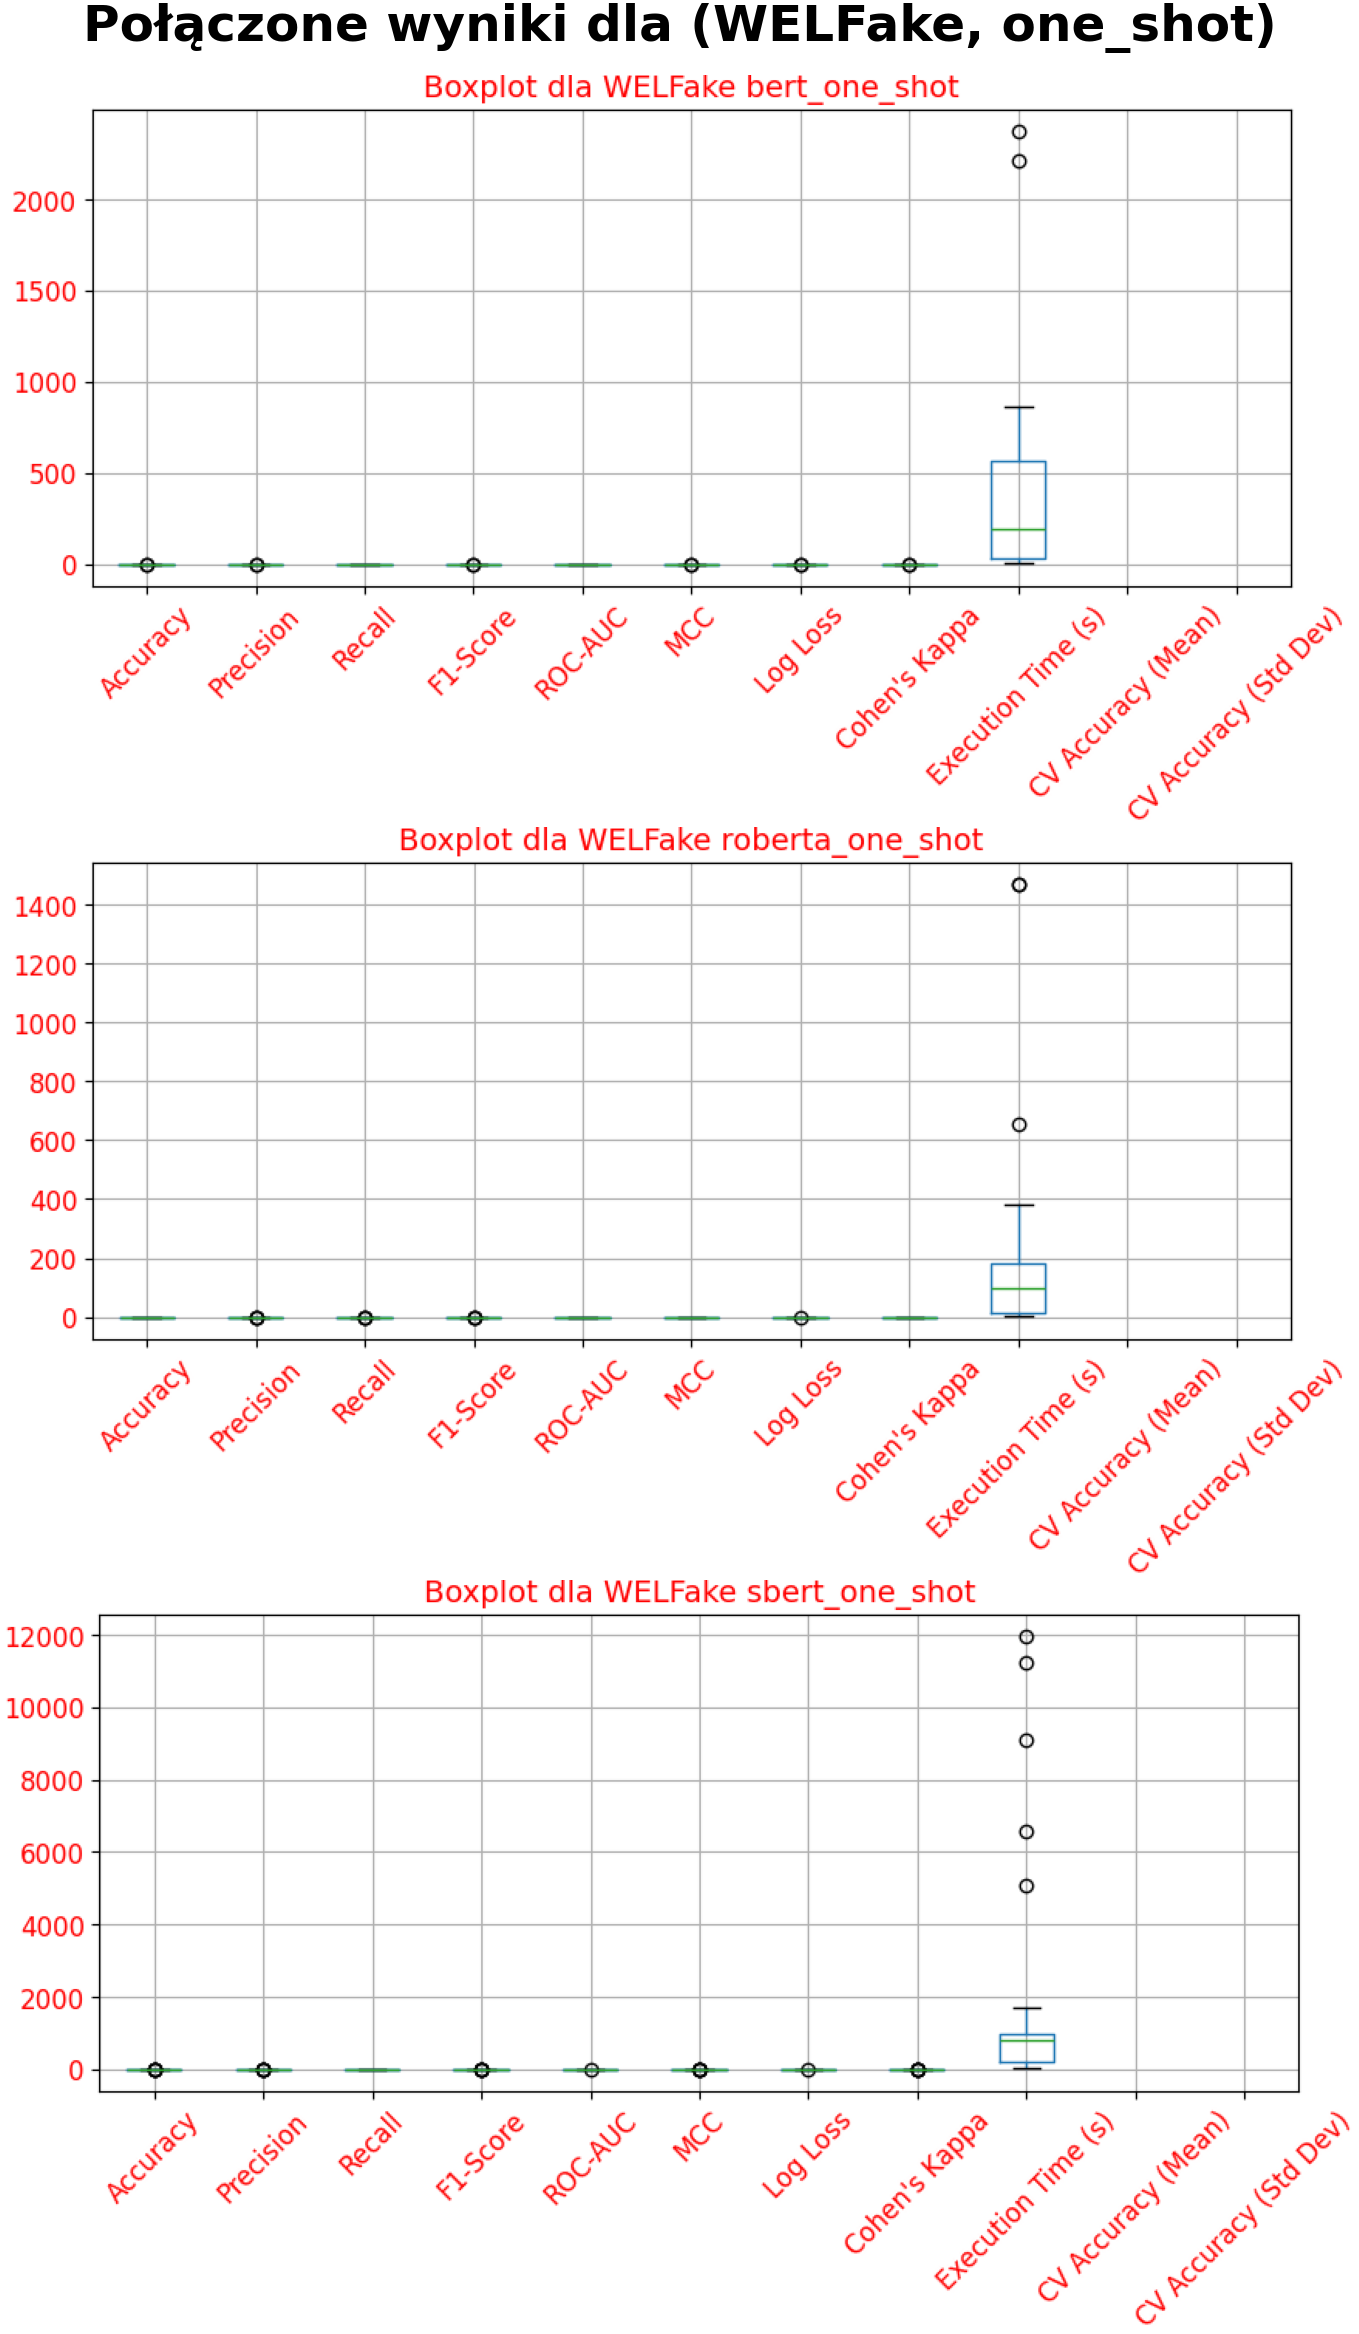 Połączone wyniki dla (WELFake, one_shot)
Boxplot dla WELFake bert_one_shot
2000
1500
1000
500
0
Accuracy
Precision
Recall
F1-Score
ROC-AUC
MCC
Log Loss
Cohen's Kappa
Execution Time (s)
CV Accuracy (Mean)
CV Accuracy (Std Dev)
Boxplot dla WELFake roberta_one_shot
1400
1200
1000
800
600
400
200
0
Accuracy
Precision
Recall
F1-Score
ROC-AUC
MCC
Log Loss
Cohen's Kappa
Execution Time (s)
CV Accuracy (Mean)
CV Accuracy (Std Dev)
Boxplot dla WELFake sbert_one_shot
12000
10000
8000
6000
4000
2000
0
Accuracy
Precision
Recall
F1-Score
ROC-AUC
MCC
Log Loss
Cohen's Kappa
Execution Time (s)
CV Accuracy (Mean)
CV Accuracy (Std Dev)